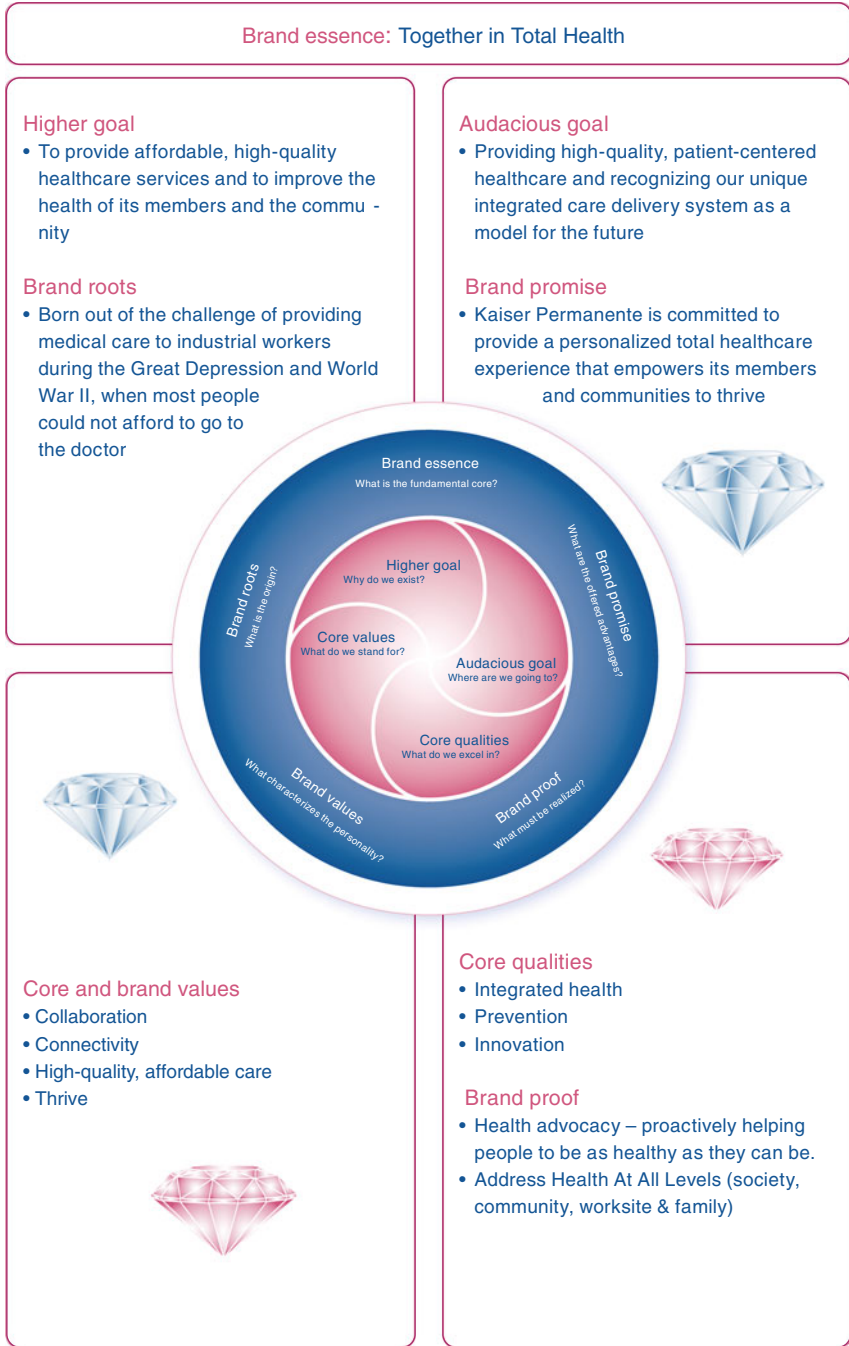 Brand essence: Together in Total Health
Higher goal
• To provide affordable, high-quality
healthcare services and to improve the
health of its members and the commu -
nity
Brand roots
• Born out of the challenge of providing
medical care to industrial workers
during the Great Depression and World
War II, when most people
could not afford to go to
the doctor
Audacious goal
• Providing high-quality, patient-centered
healthcare and recognizing our unique
integrated care delivery system as a
model for the future
Brand promise
• Kaiser Permanente is committed to
provide a personalized total healthcare
experience that empowers its members
and communities to thrive
Brand essence
What is the fundamental core?
Brand promise
What are the offered advantages?
Brand proof
What must be realized?
Brand values
What characterizes the personality?
Brand roots
What is the origin?
Higher goal
Why do we exist?
Core values
What do we stand for?
Audacious goal
Where are we going to?
Core qualities
What do we excel in?
Core and brand values
• Collaboration
• Connectivity
• High-quality, affordable care
• Thrive
Core qualities
• Integrated health
• Prevention
• Innovation
Brand proof
• Health advocacy – proactively helping
people to be as healthy as they can be.
• Address Health At All Levels (society,
community, worksite & family)